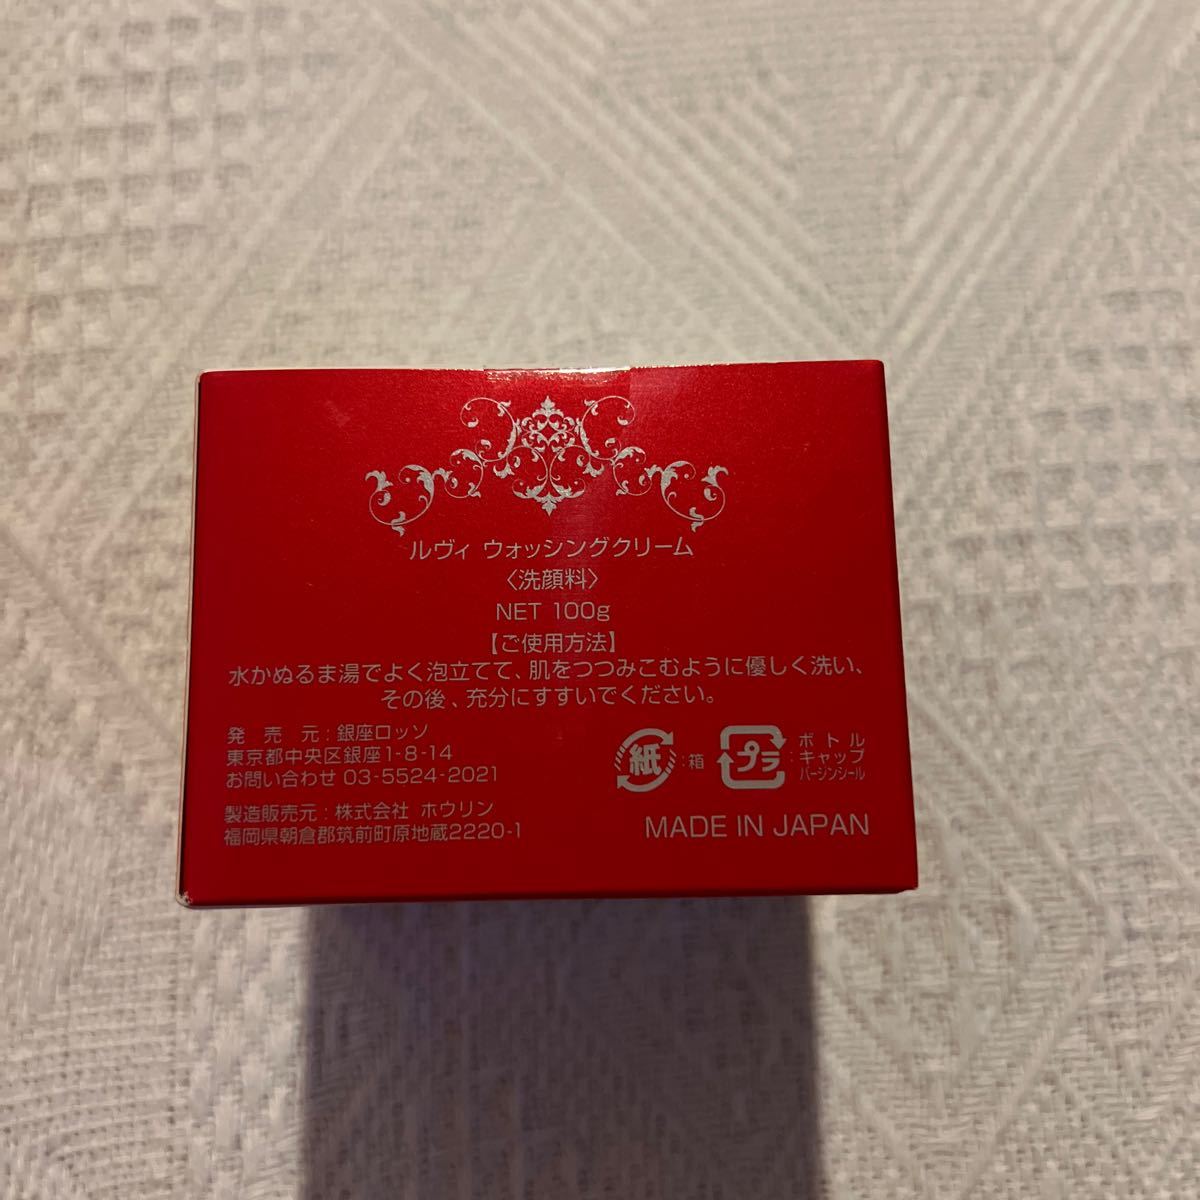 ルヴィ ウォッシングクリーム
〈洗顔料〉
NET 100g
【ご使用方法】
水かぬるま湯でよく泡立てて、肌をつつみこむように優しく洗い、
その後、充分にすすいでください。
発 売 元：銀座ロッソ
東京都中央区銀座1-8-14
お問い合わせ 03-5524-2021
製造販売元：株式会社 ホウリン
福岡県朝倉郡筑前町原地蔵2220-1
紙：箱
プラ：ボトル
キャップ
バージンシール
MADE IN JAPAN